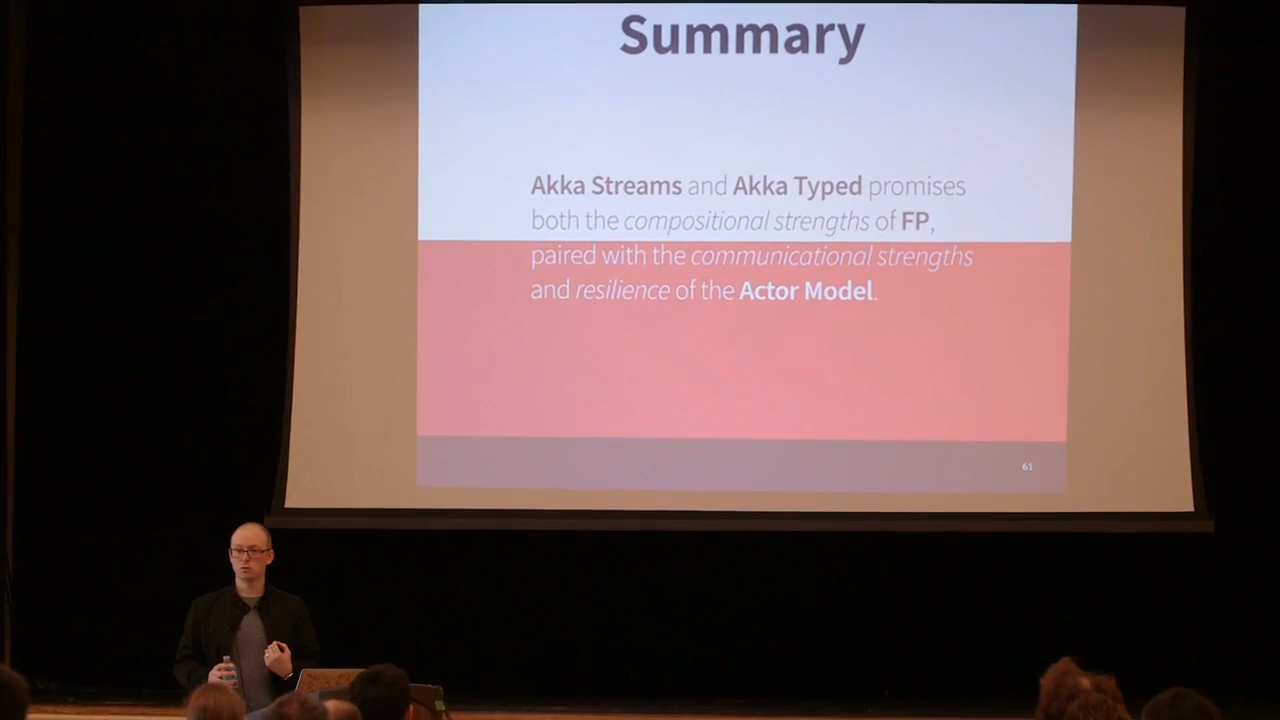 Summary
Akka Streams and Akka Typed promises
both the compositional strengths of FP,
paired with the communicational strengths
and resilience of the Actor Model.
61